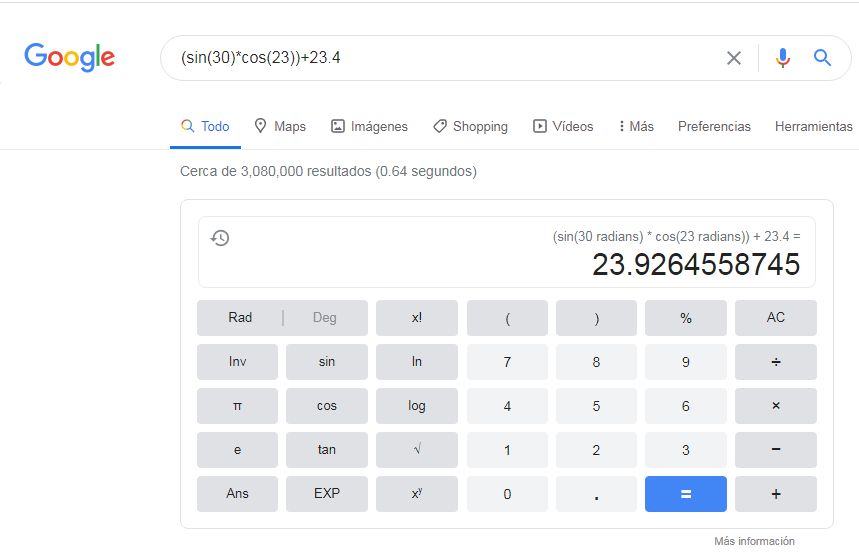 Google
(sin(30)*cos(23))+23.4
Todo Maps Imágenes Shopping Vídeos Más Preferencias Herramientas
Cerca de 3,080,000 resultados (0.64 segundos)
(sin(30 radians) * cos(23 radians)) + 23.4 =
23.9264558745
Rad | Deg x! ( ) % AC
Inv sin ln 7 8 9 ÷
π cos log 4 5 6 ×
e tan √ 1 2 3 −
Ans EXP xʸ 0 . = +
Más información